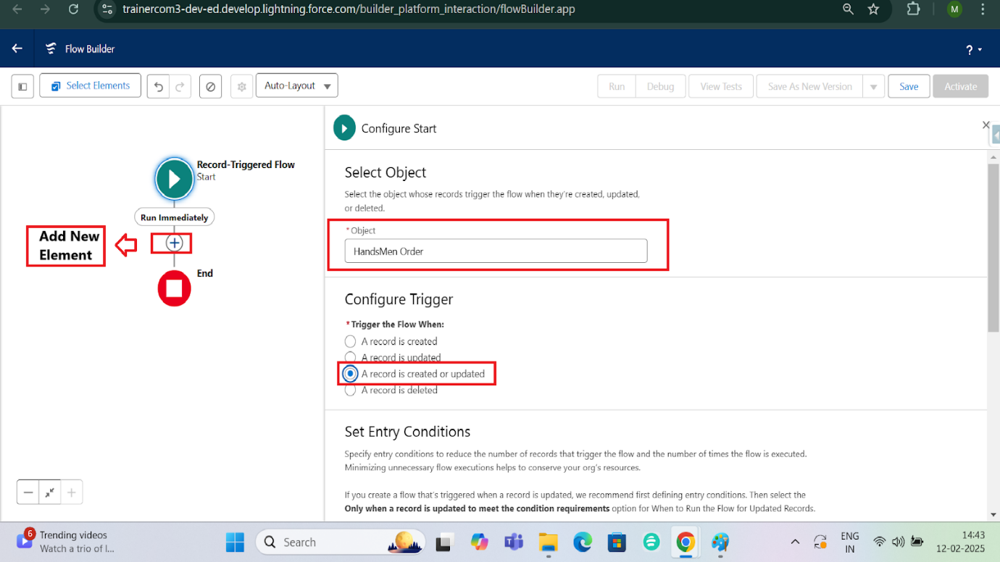 trainercom3-dev-ed.develop.lightning.force.com/builder_platform_interaction/flowBuilder.app
M
Flow Builder
?
Select Elements
Auto-Layout
Run
Debug
View Tests
Save As New Version
Save
Activate
Configure Start
Record-Triggered Flow
Start
Run Immediately
Add New
Element
End
Select Object
Select the object whose records trigger the flow when they're created, updated,
or deleted.
* Object
HandsMen Order
Configure Trigger
* Trigger the Flow When:
A record is created
A record is updated
A record is created or updated
A record is deleted
Set Entry Conditions
Specify entry conditions to reduce the number of records that trigger the flow and the number of times the flow is executed.
Minimizing unnecessary flow executions helps to conserve your org's resources.
If you create a flow that's triggered when a record is updated, we recommend first defining entry conditions. Then select the
Only when a record is updated to meet the condition requirements option for When to Run the Flow for Updated Records.
6
Trending videos
Watch a trio of l...
Search
ENG
IN
14:43
12-02-2025